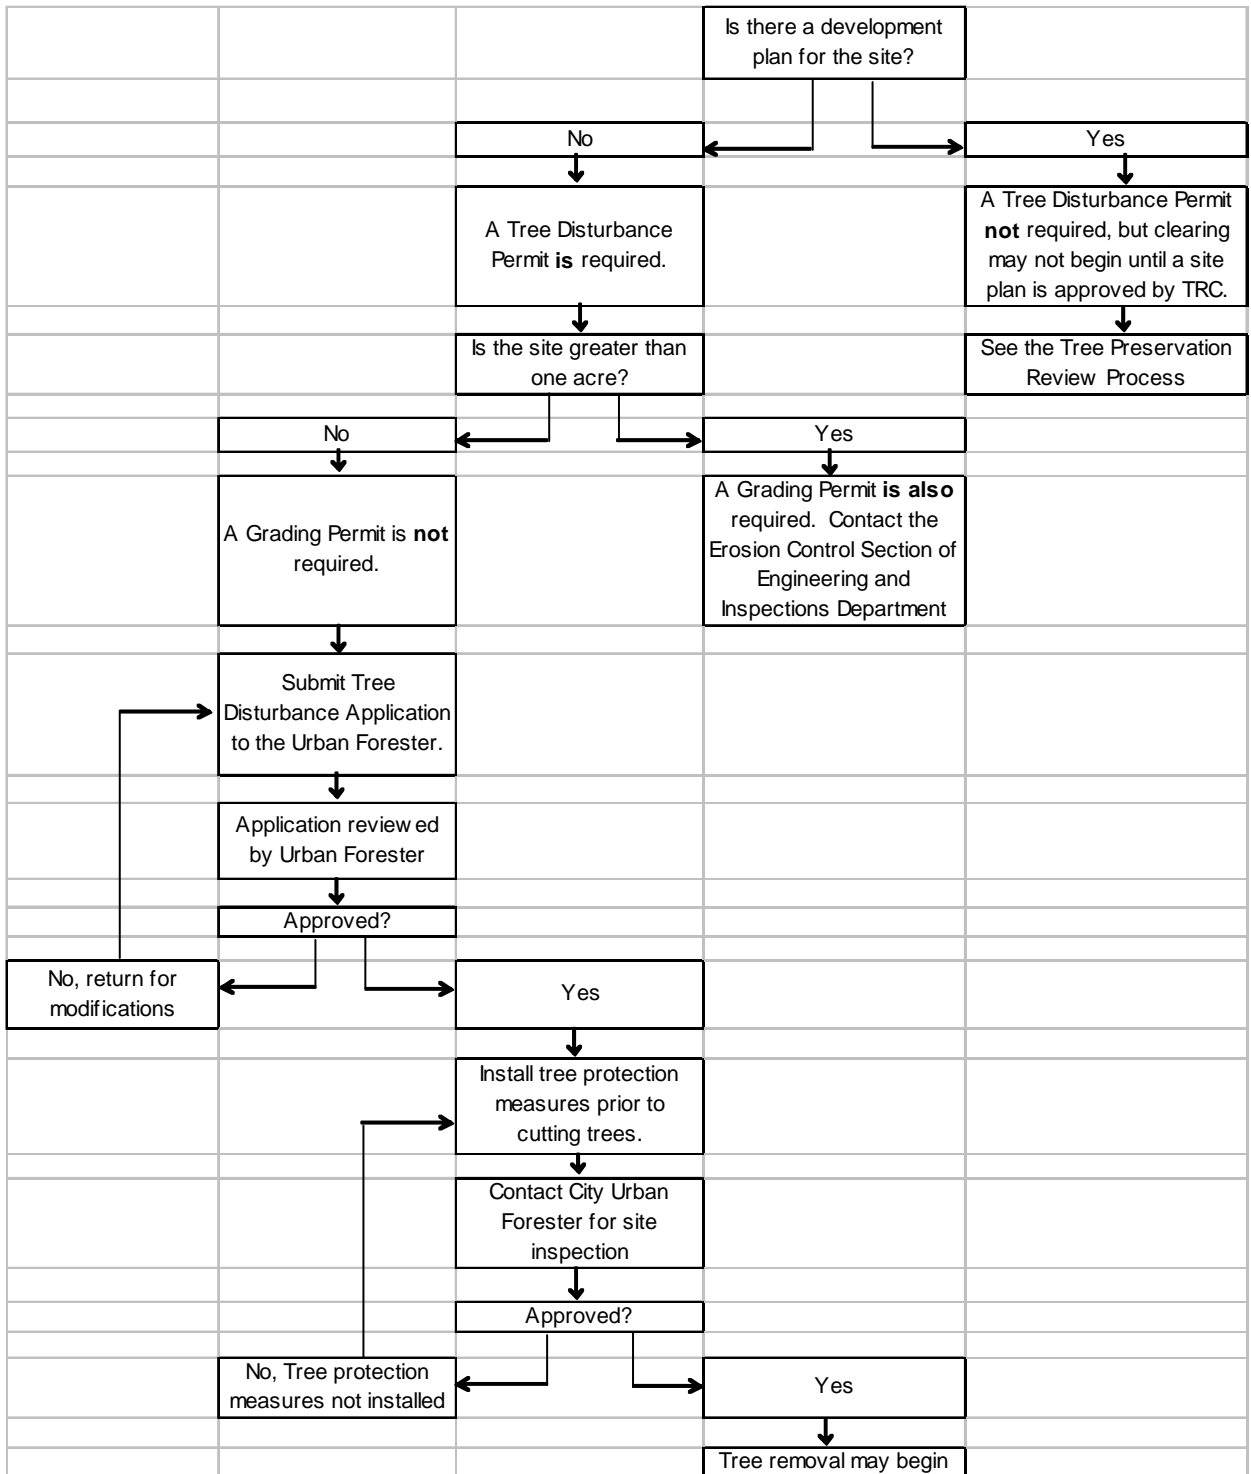 Is there a development
plan for the site?
No
Yes
A Tree Disturbance
Permit is required.
A Tree Disturbance Permit
not required, but clearing
may not begin until a site
plan is approved by TRC.
Is the site greater than
one acre?
See the Tree Preservation
Review Process
No
Yes
A Grading Permit is not
required.
A Grading Permit is also
required. Contact the
Erosion Control Section of
Engineering and
Inspections Department
Submit Tree
Disturbance Application
to the Urban Forester.
Application reviewed
by Urban Forester
Approved?
No, return for
modifications
Yes
Install tree protection
measures prior to
cutting trees.
Contact City Urban
Forester for site
inspection
Approved?
No, Tree protection
measures not installed
Yes
Tree removal may begin